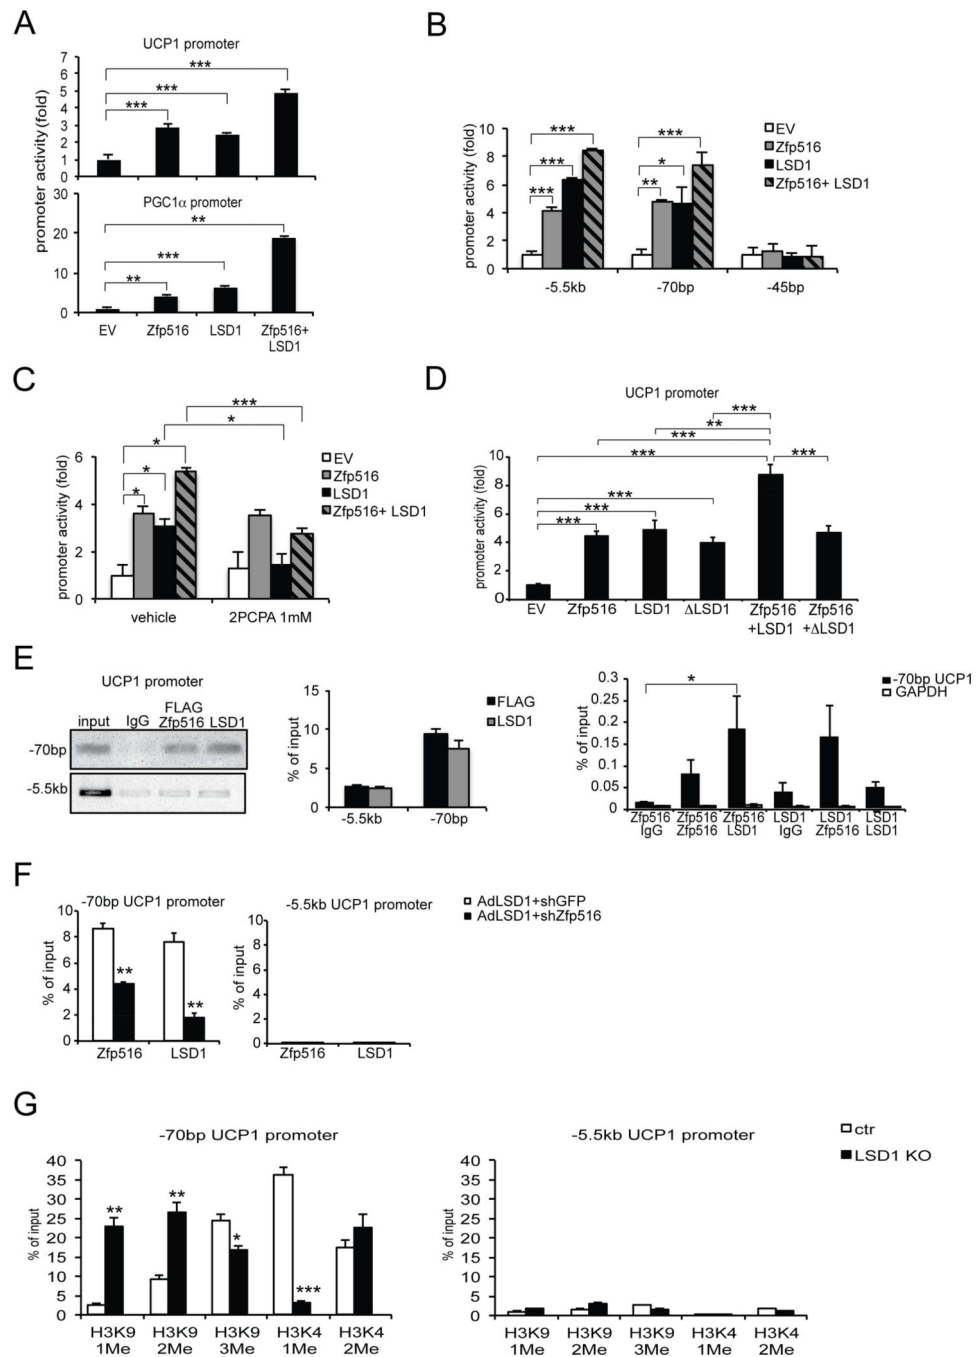 A
UCP1 promoter
promoter activity (fold)
7
6
5
4
3
2
1
0
***
***
***
PGC1α promoter
30
20
10
0
**
***
**
EV Zfp516 LSD1 Zfp516+
LSD1
B
promoter activity (fold)
10
8
6
4
2
0
***
***
***
***
*
**
EV
Zfp516
LSD1
Zfp516+ LSD1
-5.5kb -70bp -45bp
C
promoter activity (fold)
6
4
2
0
***
*
*
*
*
EV
Zfp516
LSD1
Zfp516+ LSD1
vehicle 2PCPA 1mM
D
UCP1 promoter
promoter activity (fold)
10
8
6
4
2
0
***
**
***
*** ***
***
***
***
EV Zfp516 LSD1 ΔLSD1 Zfp516 Zfp516
+LSD1 +ΔLSD1
E
UCP1 promoter
FLAG
input IgG Zfp516 LSD1
-70bp
-5.5kb
% of input
15
10
5
0
FLAG
LSD1
-5.5kb -70bp
% of input
0.3
0.25
0.2
0.15
0.1
0.05
0
*
-70bp UCP1
GAPDH
Zfp516 Zfp516 Zfp516 LSD1 LSD1 LSD1
IgG Zfp516 LSD1 IgG Zfp516 LSD1
F
-70bp UCP1 promoter
% of input
10
8
6
4
2
0
**
**
Zfp516 LSD1
-5.5kb UCP1 promoter
% of input
10
8
6
4
2
0
Zfp516 LSD1
AdLSD1+shGFP
AdLSD1+shZfp516
G
-70bp UCP1 promoter
% of input
40
35
30
25
20
15
10
5
0
** ** * ***
H3K9 H3K9 H3K9 H3K4 H3K4
1Me 2Me 3Me 1Me 2Me
-5.5kb UCP1 promoter
% of input
40
35
30
25
20
15
10
5
0
H3K9 H3K9 H3K9 H3K4 H3K4
1Me 2Me 3Me 1Me 2Me
ctr
LSD1 KO